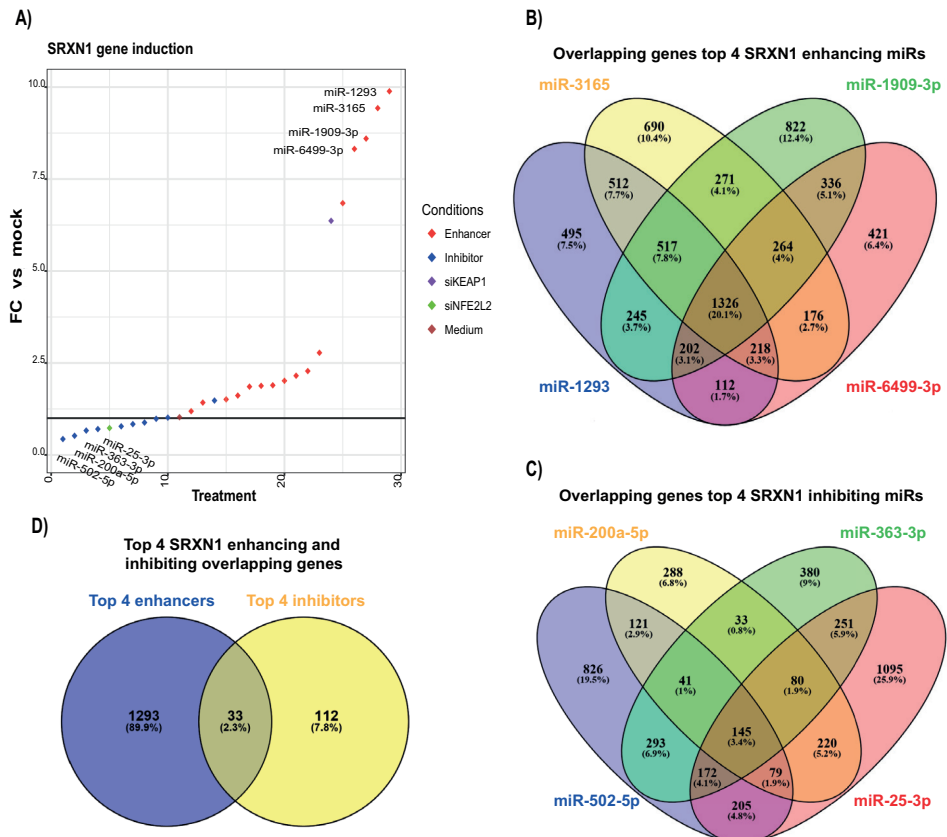 A)
SRXN1 gene induction
FC vs mock
10.0
7.5
5.0
2.5
0.0
0
10
20
30
Treatment
miR-1293
miR-3165
miR-1909-3p
miR-6499-3p
miR-25-3p
miR-363-3p
miR-200a-5p
miR-502-5p
Conditions
Enhancer
Inhibitor
siKEAP1
siNFE2L2
Medium
B)
Overlapping genes top 4 SRXN1 enhancing miRs
miR-3165
miR-1909-3p
690
(10.4%)
822
(12.4%)
512
(7.7%)
271
(4.1%)
336
(5.1%)
495
(7.5%)
517
(7.8%)
264
(4%)
421
(6.4%)
1326
(20.1%)
245
(3.7%)
176
(2.7%)
202
(3.1%)
218
(3.3%)
112
(1.7%)
miR-1293
miR-6499-3p
C)
Overlapping genes top 4 SRXN1 inhibiting miRs
miR-200a-5p
miR-363-3p
288
(6.8%)
380
(9%)
121
(2.9%)
33
(0.8%)
251
(5.9%)
826
(19.5%)
41
(1%)
80
(1.9%)
1095
(25.9%)
145
(3.4%)
293
(6.9%)
220
(5.2%)
172
(4.1%)
79
(1.9%)
205
(4.8%)
miR-502-5p
miR-25-3p
D)
Top 4 SRXN1 enhancing and
inhibiting overlapping genes
Top 4 enhancers
Top 4 inhibitors
1293
(89.9%)
33
(2.3%)
112
(7.8%)